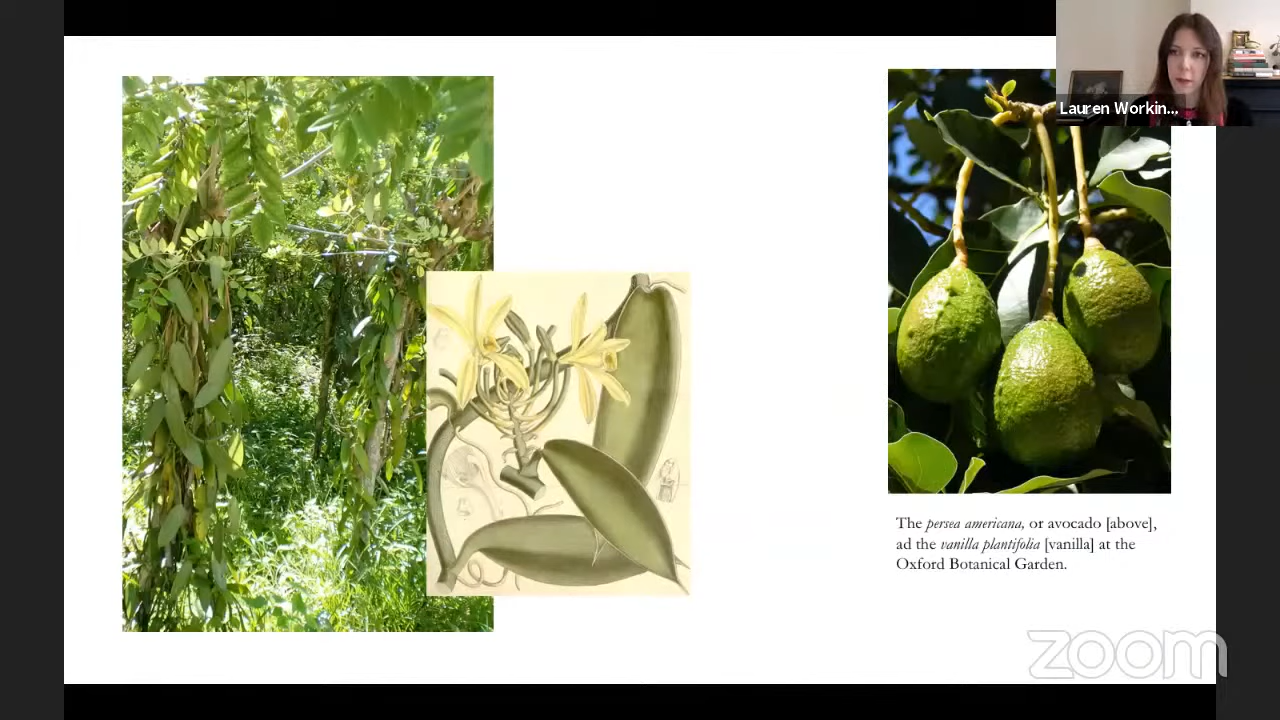 Lauren Workin...
The persea americana, or avocado [above],
ad the vanilla plantifolia [vanilla] at the
Oxford Botanical Garden.
zoom